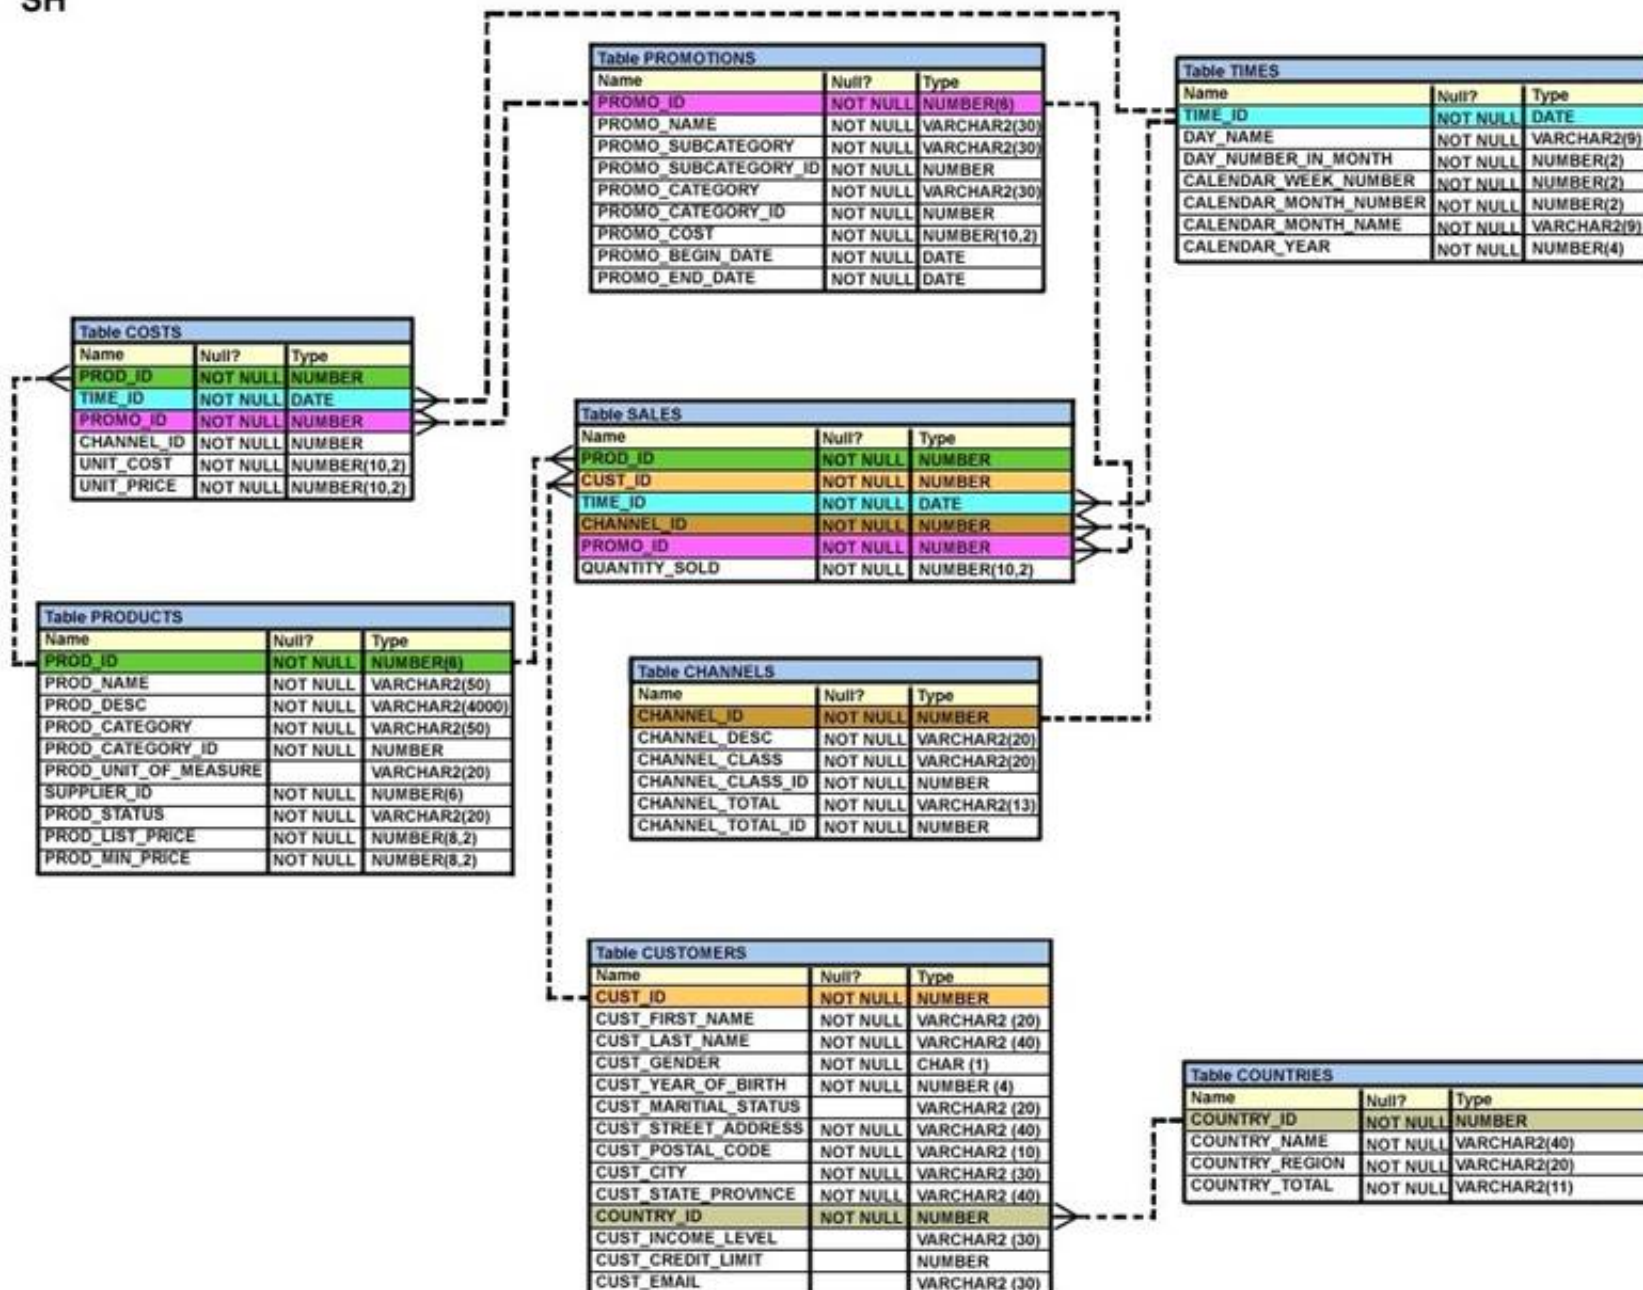 SH
Table PROMOTIONS
Name Null? Type
PROMO_ID NOT NULL NUMBER(6)
PROMO_NAME NOT NULL VARCHAR2(30)
PROMO_SUBCATEGORY NOT NULL VARCHAR2(30)
PROMO_SUBCATEGORY_ID NOT NULL NUMBER
PROMO_CATEGORY NOT NULL VARCHAR2(30)
PROMO_CATEGORY_ID NOT NULL NUMBER
PROMO_COST NOT NULL NUMBER(10,2)
PROMO_BEGIN_DATE NOT NULL DATE
PROMO_END_DATE NOT NULL DATE
Table TIMES
Name Null? Type
TIME_ID NOT NULL DATE
DAY_NAME NOT NULL VARCHAR2(9)
DAY_NUMBER_IN_MONTH NOT NULL NUMBER(2)
CALENDAR_WEEK_NUMBER NOT NULL NUMBER(2)
CALENDAR_MONTH_NUMBER NOT NULL NUMBER(2)
CALENDAR_MONTH_NAME NOT NULL VARCHAR2(9)
CALENDAR_YEAR NOT NULL NUMBER(4)
Table COSTS
Name Null? Type
PROD_ID NOT NULL NUMBER
TIME_ID NOT NULL DATE
PROMO_ID NOT NULL NUMBER
CHANNEL_ID NOT NULL NUMBER
UNIT_COST NOT NULL NUMBER(10,2)
UNIT_PRICE NOT NULL NUMBER(10,2)
Table SALES
Name Null? Type
PROD_ID NOT NULL NUMBER
CUST_ID NOT NULL NUMBER
TIME_ID NOT NULL DATE
CHANNEL_ID NOT NULL NUMBER
PROMO_ID NOT NULL NUMBER
QUANTITY_SOLD NOT NULL NUMBER(10,2)
Table PRODUCTS
Name Null? Type
PROD_ID NOT NULL NUMBER(6)
PROD_NAME NOT NULL VARCHAR2(50)
PROD_DESC NOT NULL VARCHAR2(4000)
PROD_CATEGORY NOT NULL VARCHAR2(50)
PROD_CATEGORY_ID NOT NULL NUMBER
PROD_UNIT_OF_MEASURE VARCHAR2(20)
SUPPLIER_ID NOT NULL NUMBER(6)
PROD_STATUS NOT NULL VARCHAR2(20)
PROD_LIST_PRICE NOT NULL NUMBER(8,2)
PROD_MIN_PRICE NOT NULL NUMBER(8,2)
Table CHANNELS
Name Null? Type
CHANNEL_ID NOT NULL NUMBER
CHANNEL_DESC NOT NULL VARCHAR2(20)
CHANNEL_CLASS NOT NULL VARCHAR2(20)
CHANNEL_CLASS_ID NOT NULL NUMBER
CHANNEL_TOTAL NOT NULL VARCHAR2(13)
CHANNEL_TOTAL_ID NOT NULL NUMBER
Table CUSTOMERS
Name Null? Type
CUST_ID NOT NULL NUMBER
CUST_FIRST_NAME NOT NULL VARCHAR2 (20)
CUST_LAST_NAME NOT NULL VARCHAR2 (40)
CUST_GENDER NOT NULL CHAR (1)
CUST_YEAR_OF_BIRTH NOT NULL NUMBER (4)
CUST_MARITIAL_STATUS VARCHAR2 (20)
CUST_STREET_ADDRESS NOT NULL VARCHAR2 (40)
CUST_POSTAL_CODE NOT NULL VARCHAR2 (10)
CUST_CITY NOT NULL VARCHAR2 (30)
CUST_STATE_PROVINCE NOT NULL VARCHAR2 (40)
COUNTRY_ID NOT NULL NUMBER
CUST_INCOME_LEVEL VARCHAR2 (30)
CUST_CREDIT_LIMIT NUMBER
CUST_EMAIL VARCHAR2 (30)
Table COUNTRIES
Name Null? Type
COUNTRY_ID NOT NULL NUMBER
COUNTRY_NAME NOT NULL VARCHAR2(40)
COUNTRY_REGION NOT NULL VARCHAR2(20)
COUNTRY_TOTAL NOT NULL VARCHAR2(11)